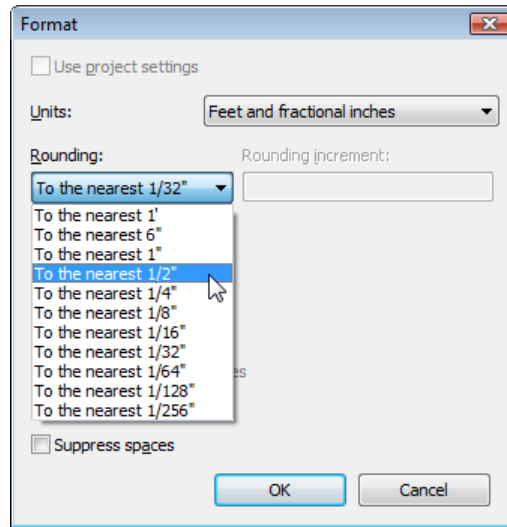 Format
Use project settings
Units:
Feet and fractional inches
Rounding:
Rounding increment:
To the nearest 1/32"
To the nearest 1'
To the nearest 6"
To the nearest 1"
To the nearest 1/2"
To the nearest 1/4"
To the nearest 1/8"
To the nearest 1/16"
To the nearest 1/32"
To the nearest 1/64"
To the nearest 1/128"
To the nearest 1/256"
Suppress spaces
OK
Cancel